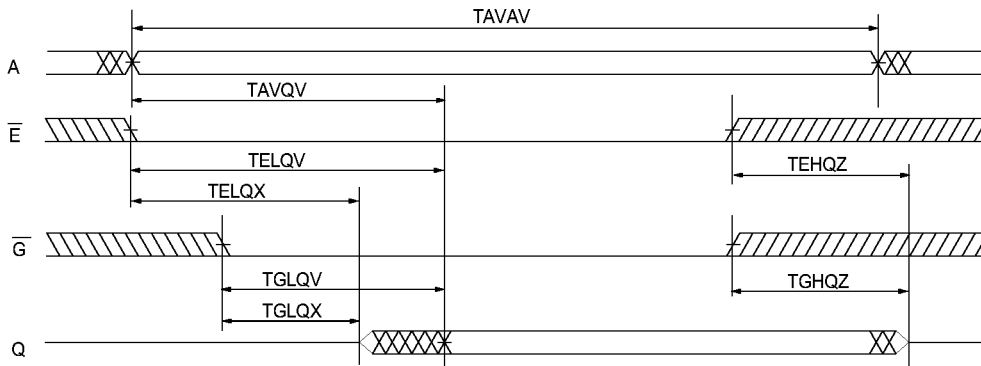 TAVAV
A
TAVQV
E̅
TELQV
TEHQZ
TELQX
G̅
TGLQV
TGHQZ
TGLQX
Q